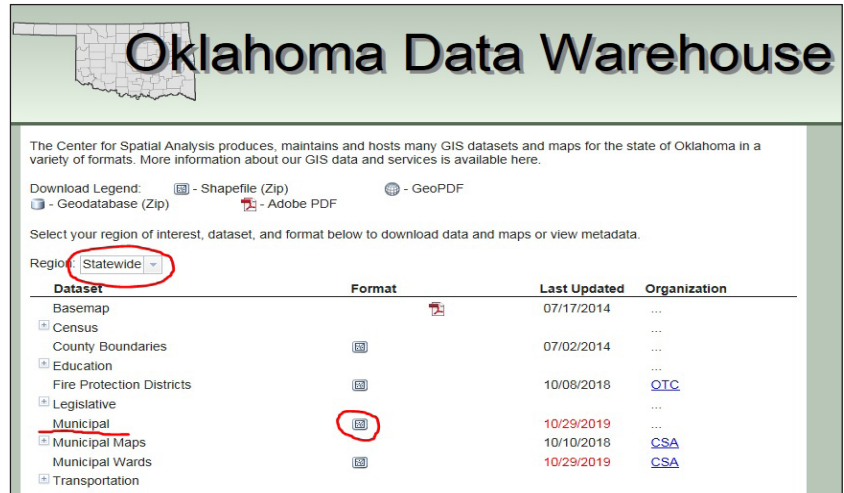 Oklahoma Data Warehouse
The Center for Spatial Analysis produces, maintains and hosts many GIS datasets and maps for the state of Oklahoma in a
variety of formats. More information about our GIS data and services is available here.
Download Legend: - Shapefile (Zip) - GeoPDF
- Geodatabase (Zip) - Adobe PDF
Select your region of interest, dataset, and format below to download data and maps or view metadata.
Region: Statewide
Dataset Format Last Updated Organization
Basemap 07/17/2014 ...
Census ...
County Boundaries 07/02/2014 ...
Education ...
Fire Protection Districts 10/08/2018 OTC
Legislative ...
Municipal 10/29/2019 ...
Municipal Maps 10/10/2018 CSA
Municipal Wards 10/29/2019 CSA
Transportation